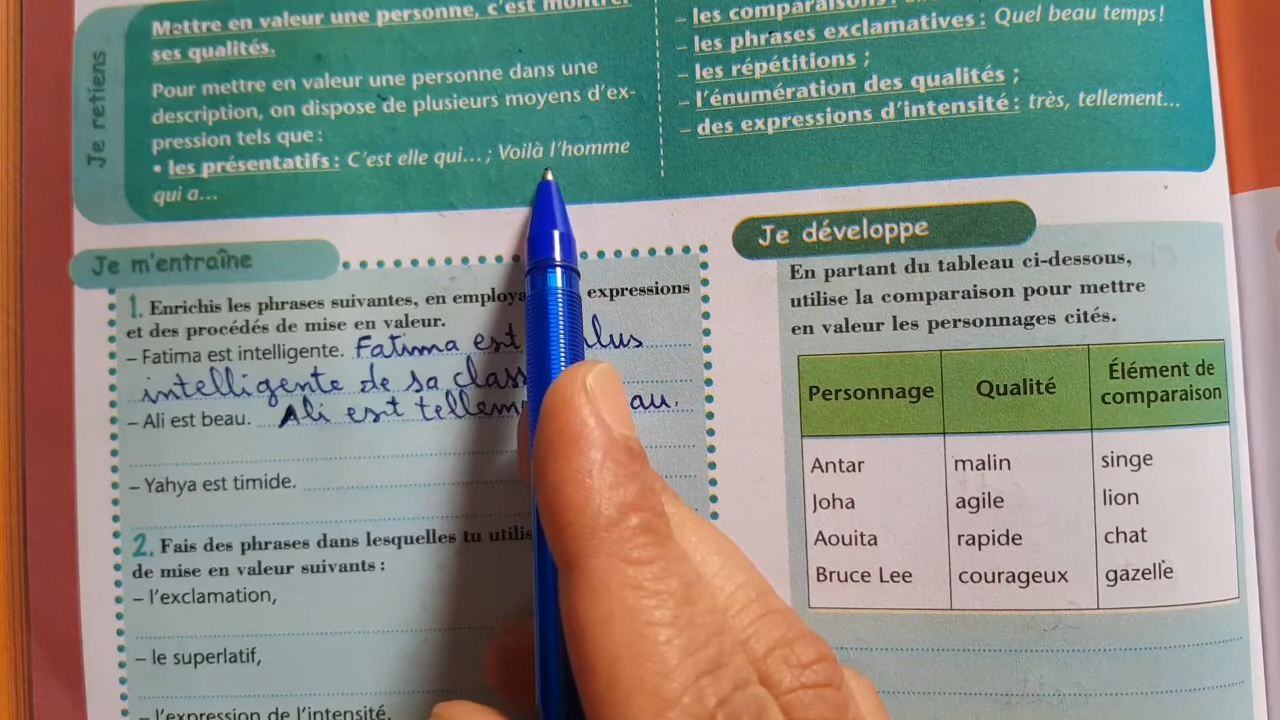 Je retiens
Mettre en valeur une personne, c'est montrer
ses qualités.
Pour mettre en valeur une personne dans une
description, on dispose de plusieurs moyens d'ex-
pression tels que :
• les présentatifs : C'est elle qui... ; Voilà l'homme
qui a...
– les comparaisons :
– les phrases exclamatives : Quel beau temps !
– les répétitions ;
– l'énumération des qualités ;
– des expressions d'intensité : très, tellement...
Je m'entraîne
1. Enrichis les phrases suivantes, en employa expressions
et des procédés de mise en valeur.
– Fatima est intelligente. Fatima est lus
intelligente de sa class
– Ali est beau. Ali est tellem au.
– Yahya est timide.
2. Fais des phrases dans lesquelles tu utilis
de mise en valeur suivants :
– l'exclamation,
– le superlatif,
– l'expression de l'intensité,
Je développe
En partant du tableau ci-dessous,
utilise la comparaison pour mettre
en valeur les personnages cités.
Personnage Qualité Élément de comparaison
Antar malin singe
Joha agile lion
Aouita rapide chat
Bruce Lee courageux gazelle